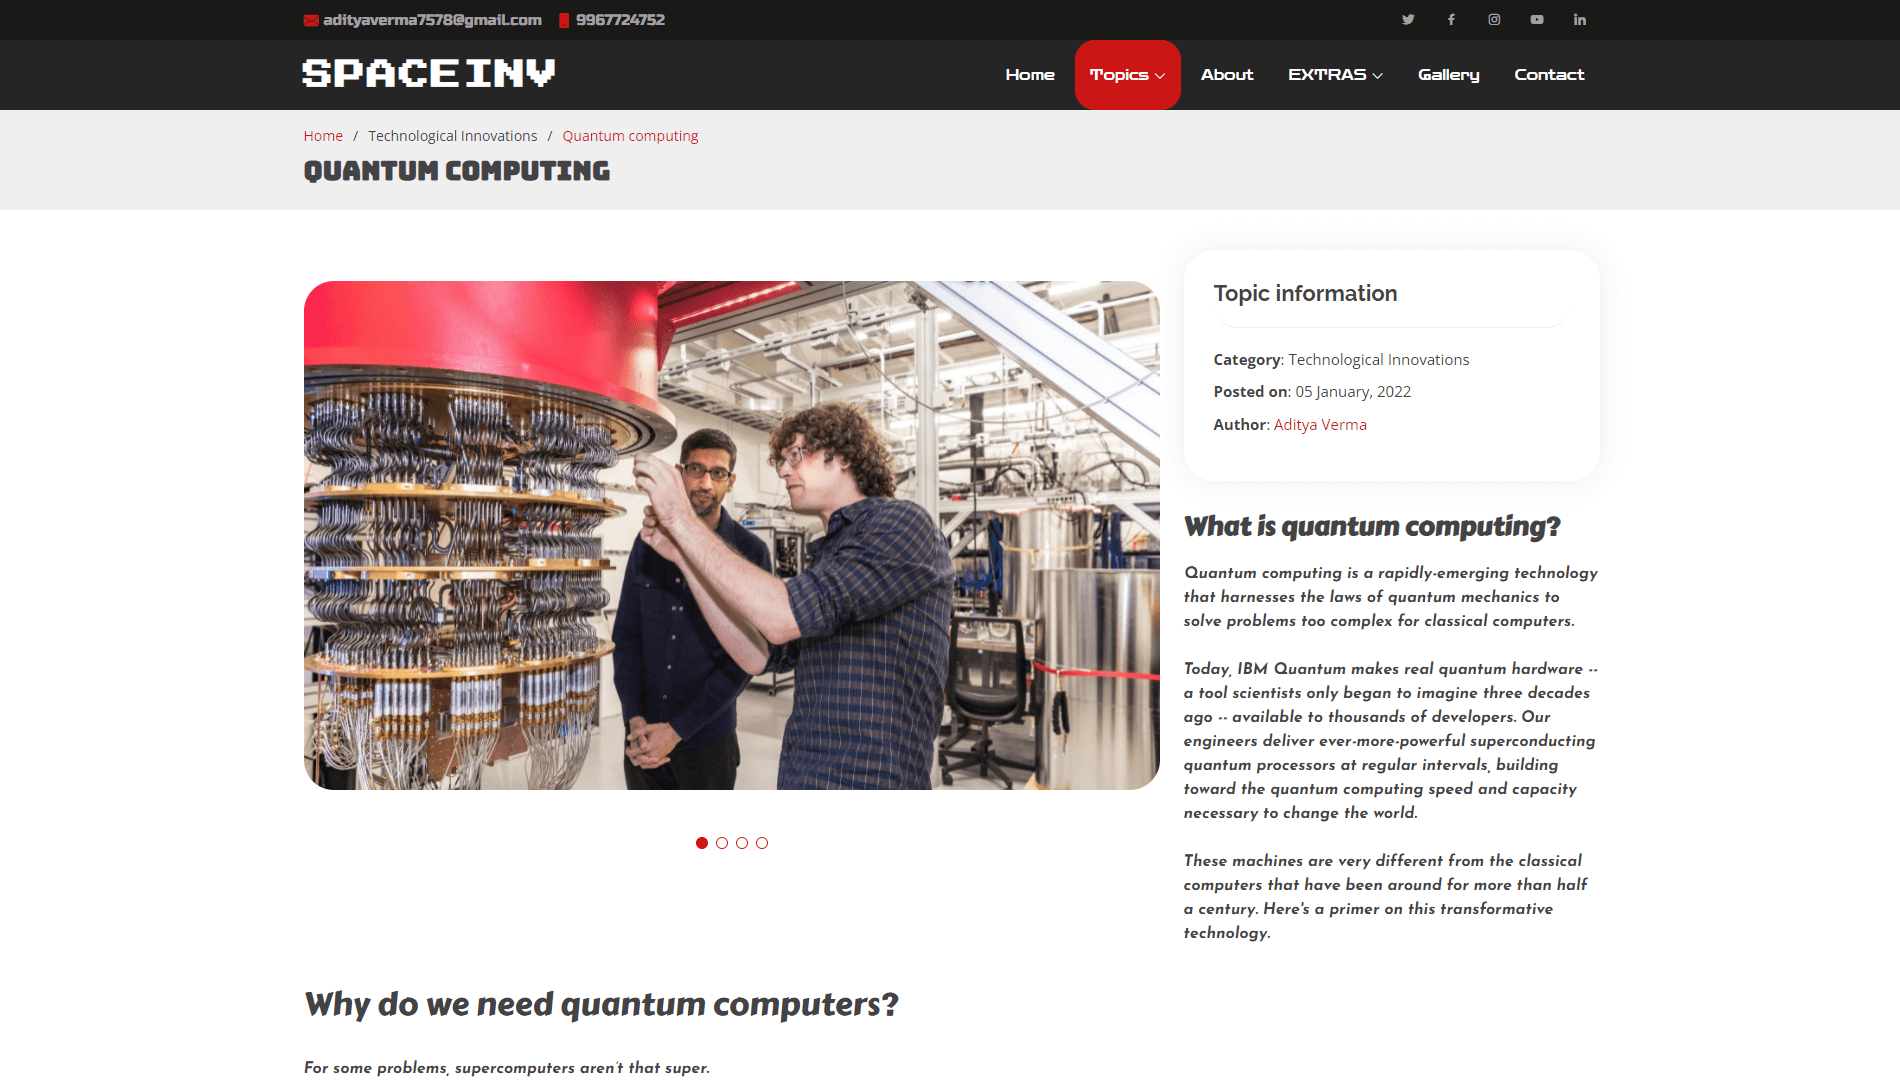 adityaverma7578@gmail.com 9967724752
SPACEINV
Home Topics About EXTRAS Gallery Contact
Home / Technological Innovations / Quantum computing
QUANTUM COMPUTING
Topic information
Category: Technological Innovations
Posted on: 05 January, 2022
Author: Aditya Verma
What is quantum computing?
Quantum computing is a rapidly-emerging technology
that harnesses the laws of quantum mechanics to
solve problems too complex for classical computers.
Today, IBM Quantum makes real quantum hardware --
a tool scientists only began to imagine three decades
ago -- available to thousands of developers. Our
engineers deliver ever-more-powerful superconducting
quantum processors at regular intervals, building
toward the quantum computing speed and capacity
necessary to change the world.
These machines are very different from the classical
computers that have been around for more than half
a century. Here's a primer on this transformative
technology.
Why do we need quantum computers?
For some problems, supercomputers aren't that super.